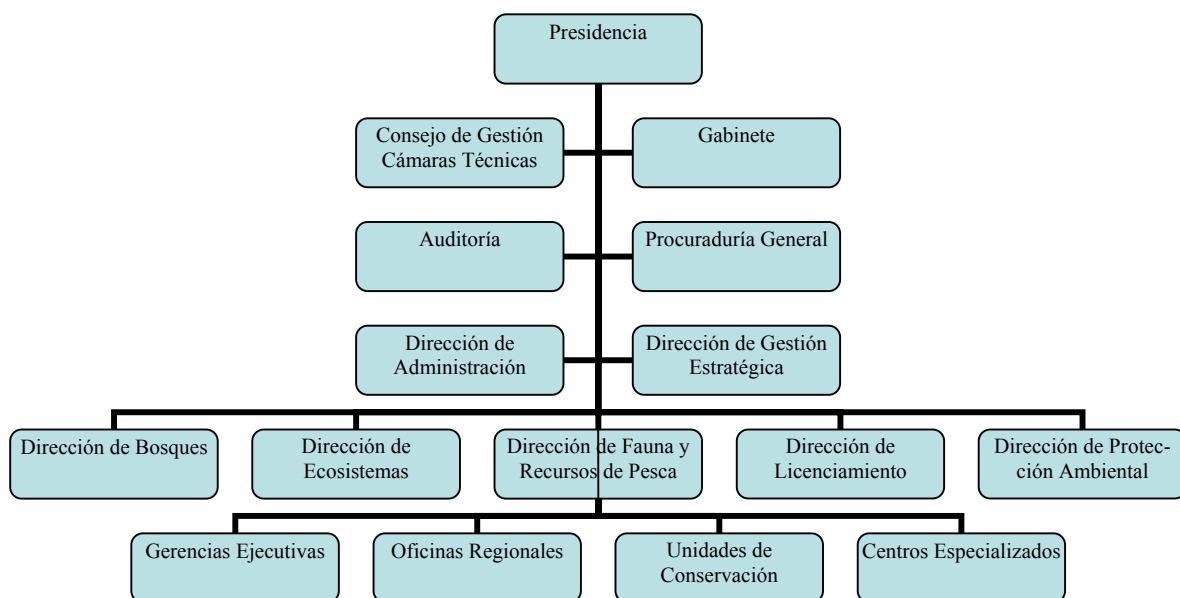 Presidencia
Consejo de Gestión
Cámaras Técnicas
Gabinete
Auditoría
Procuraduría General
Dirección de
Administración
Dirección de Gestión
Estratégica
Dirección de Bosques
Dirección de
Ecosistemas
Dirección de Fauna y
Recursos de Pesca
Dirección de
Licenciamiento
Dirección de Protec-
cción Ambiental
Gerencias Ejecutivas
Oficinas Regionales
Unidades de
Conservación
Centros Especializados